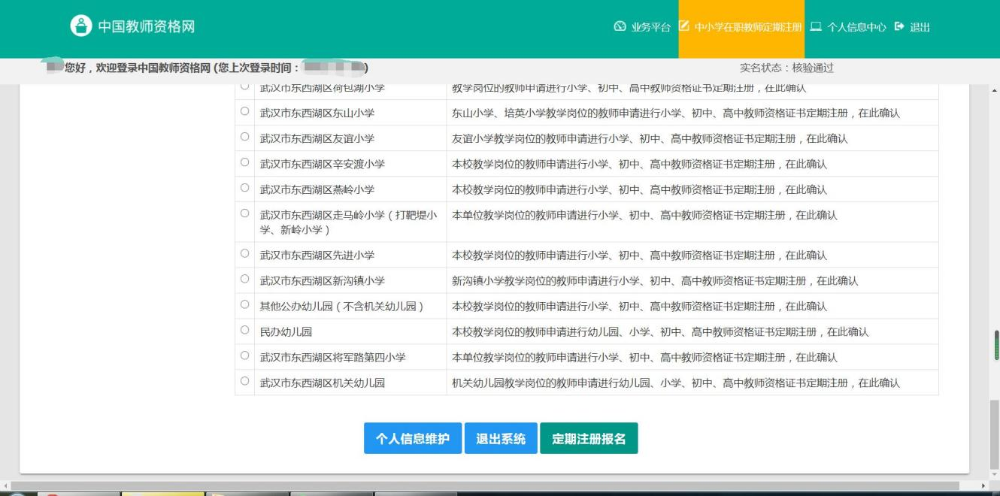 中国教师资格网
业务平台 中小学在职教师定期注册 个人信息中心 退出
您好，欢迎登录中国教师资格网 (您上次登录时间： ) 实名状态：核验通过
武汉市东西湖区荷包湖小学 教学岗位的教师申请进行小学、初中、高中教师资格证书定期注册，在此确认
武汉市东西湖区东山小学 东山小学、培英小学教学岗位的教师申请进行小学、初中、高中教师资格证书定期注册，在此确认
武汉市东西湖区友谊小学 友谊小学教学岗位的教师申请进行小学、初中、高中教师资格证书定期注册，在此确认
武汉市东西湖区辛安渡小学 本校教学岗位的教师申请进行小学、初中、高中教师资格证书定期注册，在此确认
武汉市东西湖区燕岭小学 本校教学岗位的教师申请进行小学、初中、高中教师资格证书定期注册，在此确认
武汉市东西湖区走马岭小学（打靶堤小 本单位教学岗位的教师申请进行小学、初中、高中教师资格证书定期注册，在此确认
学、新岭小学）
武汉市东西湖区先进小学 本校教学岗位的教师申请进行小学、初中、高中教师资格证书定期注册，在此确认
武汉市东西湖区新沟镇小学 新沟镇小学教学岗位的教师申请进行小学、初中、高中教师资格证书定期注册，在此确认
其他公办幼儿园（不含机关幼儿园） 本校教学岗位的教师申请进行小学、初中、高中教师资格证书定期注册，在此确认
民办幼儿园 本校教学岗位的教师申请进行幼儿园、小学、初中、高中教师资格证书定期注册，在此确认
武汉市东西湖区将军路第四小学 本单位教学岗位的教师申请进行小学、初中、高中教师资格证书定期注册，在此确认
武汉市东西湖区机关幼儿园 机关幼儿园教学岗位的教师申请进行幼儿园、小学、初中、高中教师资格证书定期注册，在此确认
个人信息维护 退出系统 定期注册报名